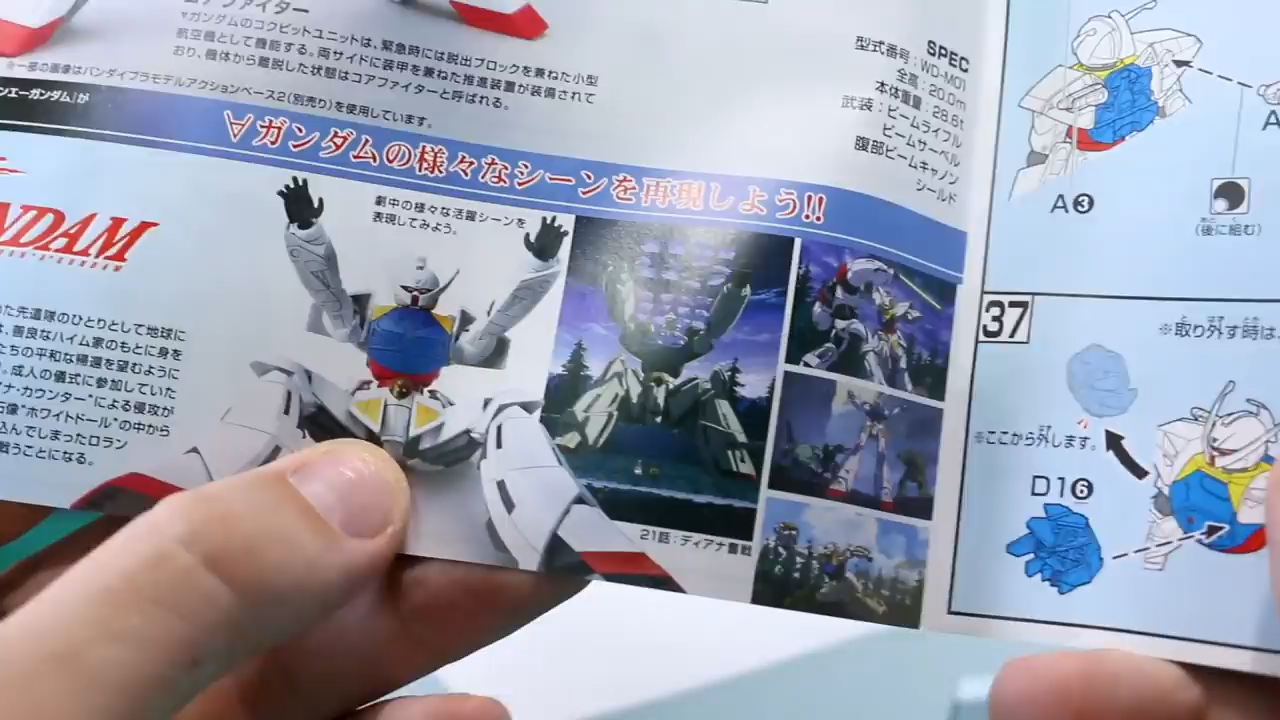 ムアファイター
∀ガンダムのコクピットユニットは、緊急時には脱出ブロックを兼ねた小型
航空機として機能する。両サイドに装甲を兼ねた推進装置が装備されて
おり、機体から離脱した状態はコアファイターと呼ばれる。
※一部の画像はバンダイプラモデルアクションベース2(別売り)を使用しています。
ンエーガンダム』が
SPEC
型式番号：WD-M01
全高：20.0m
本体重量：28.6t
武装：ビームライフル
ビームサーベル
腹部ビームキャノン
シールド
∀ガンダムの様々なシーンを再現しよう!!
劇中の様々な活躍シーンを
表現してみよう。
NDAM
た先遣隊のひとりとして地球に
、善良なハイム家のもとに身を
たちの平和な帰還を望むように
。成人の儀式に参加していた
ナ・カウンター"による侵攻が
石像"ホワイトドール"の中から
込んでしまったロラン
戦うことになる。
21話：ディアナ奮戦
A❸
A
(後に組む)
37
※取り外す時は
※ここから外します。
D1❻